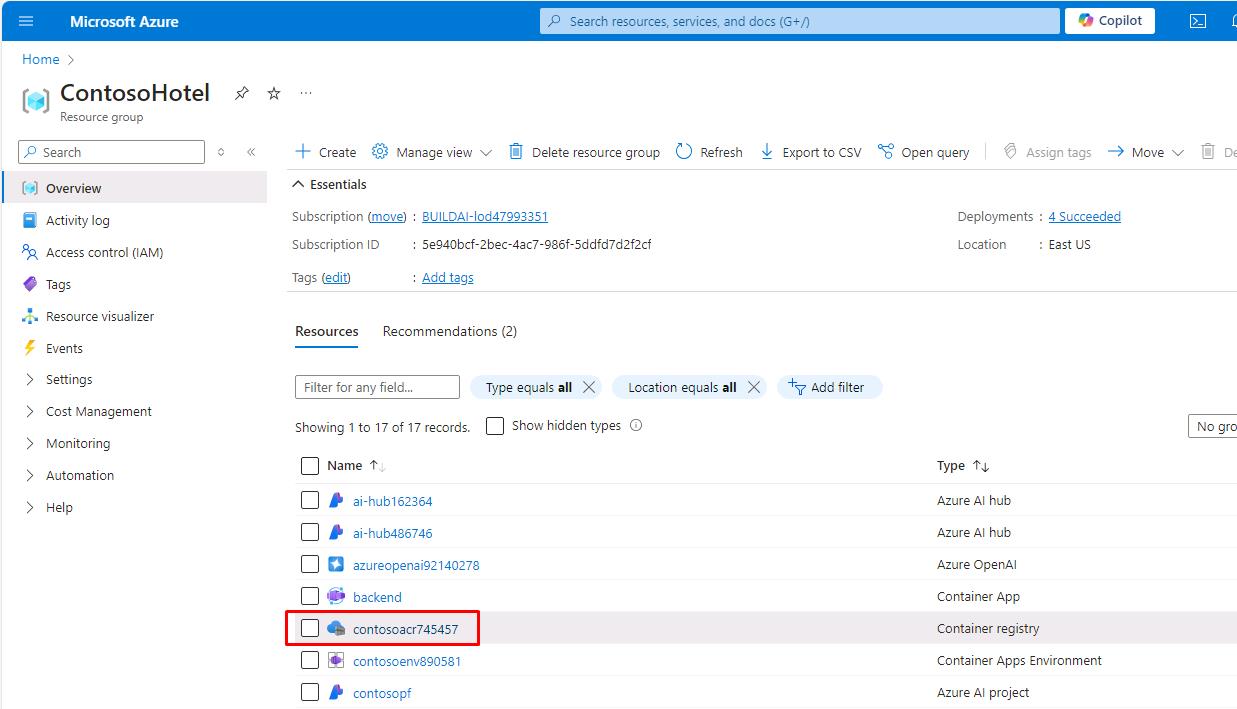 Microsoft Azure
Search resources, services, and docs (G+/)
Copilot
Home
ContosoHotel
Resource group
Search
Create
Manage view
Delete resource group
Refresh
Export to CSV
Open query
Assign tags
Move
De
Overview
Activity log
Access control (IAM)
Tags
Resource visualizer
Events
Settings
Cost Management
Monitoring
Automation
Help
Essentials
Subscription (move) : BUILDAI-lod47993351
Deployments : 4 Succeeded
Subscription ID : 5e940bcf-2bec-4ac7-986f-5ddfd7d2f2cf
Location : East US
Tags (edit) : Add tags
Resources
Recommendations (2)
Filter for any field...
Type equals all
Location equals all
Add filter
Showing 1 to 17 of 17 records.
Show hidden types
No gro
Name
Type
ai-hub162364 Azure AI hub
ai-hub486746 Azure AI hub
azureopenai92140278 Azure OpenAI
backend Container App
contosoacr745457 Container registry
contosoenv890581 Container Apps Environment
contosopf Azure AI project